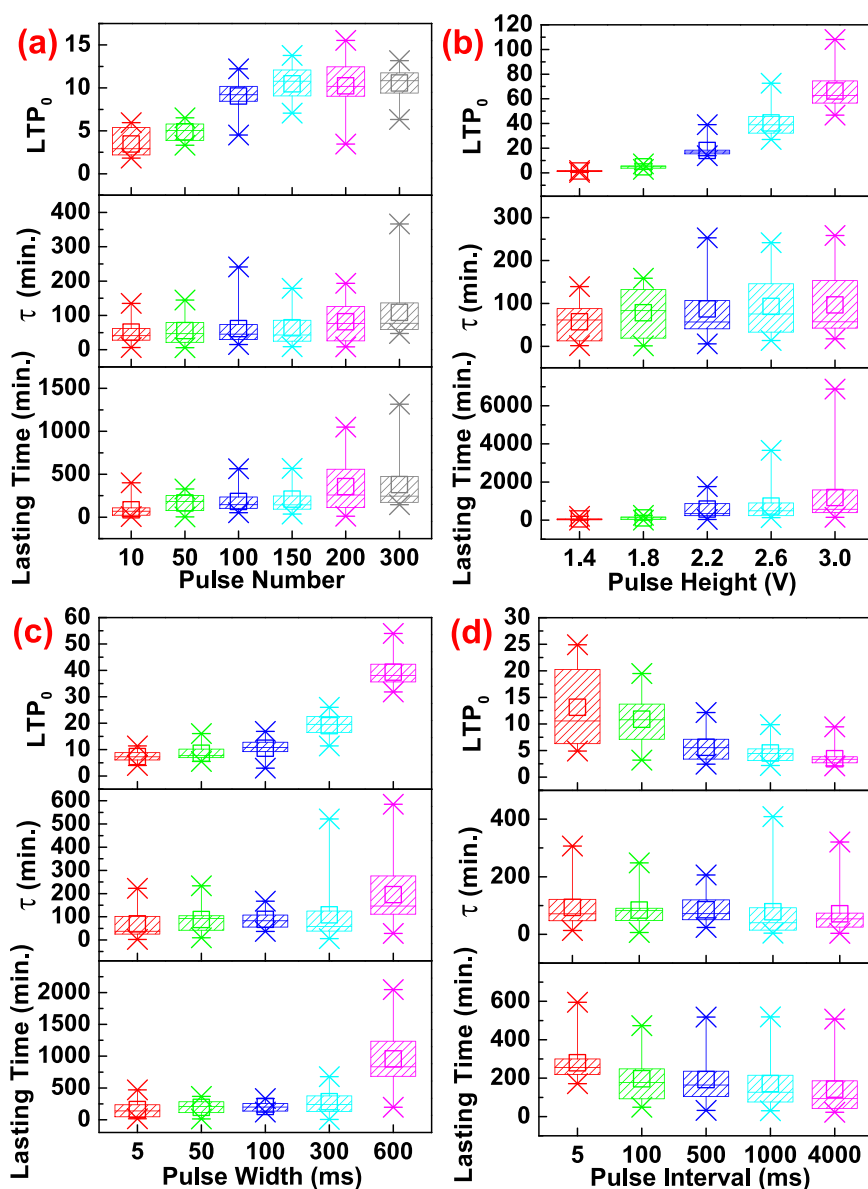 (a)
LTP0
15
10
5
0
τ (min.)
400
300
200
100
0
Lasting Time (min.)
1500
1000
500
0
10 50 100 150 200 300
Pulse Number
(b)
LTP0
120
100
80
60
40
20
0
τ (min.)
300
200
100
0
Lasting Time (min.)
6000
4000
2000
0
1.4 1.8 2.2 2.6 3.0
Pulse Height (V)
(c)
LTP0
60
50
40
30
20
10
0
τ (min.)
600
500
400
300
200
100
0
Lasting Time (min.)
2000
1500
1000
500
0
5 50 100 300 600
Pulse Width (ms)
(d)
LTP0
30
25
20
15
10
5
0
τ (min.)
400
200
0
Lasting Time (min.)
600
400
200
0
5 100 500 1000 4000
Pulse Interval (ms)